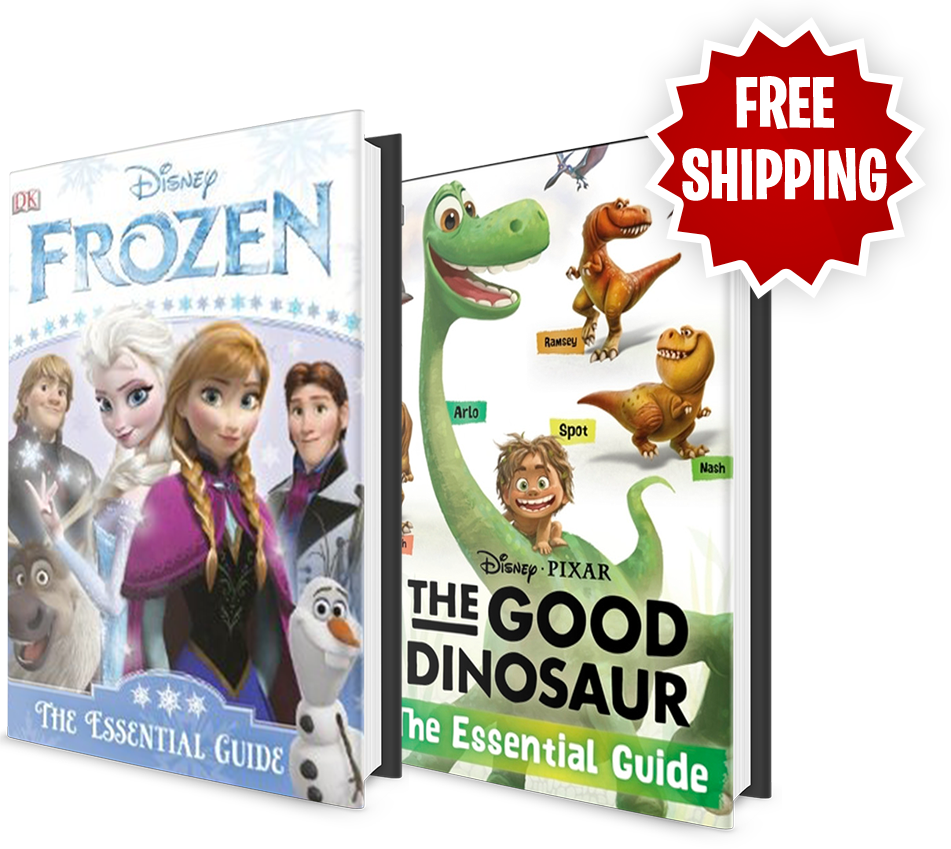 DK
Disney
FROZEN
THE ESSENTIAL GUIDE
FREE
SHIPPING
Ramsey
Arlo
Spot
Nash
Disney · PIXAR
THE GOOD
DINOSAUR
The Essential Guide